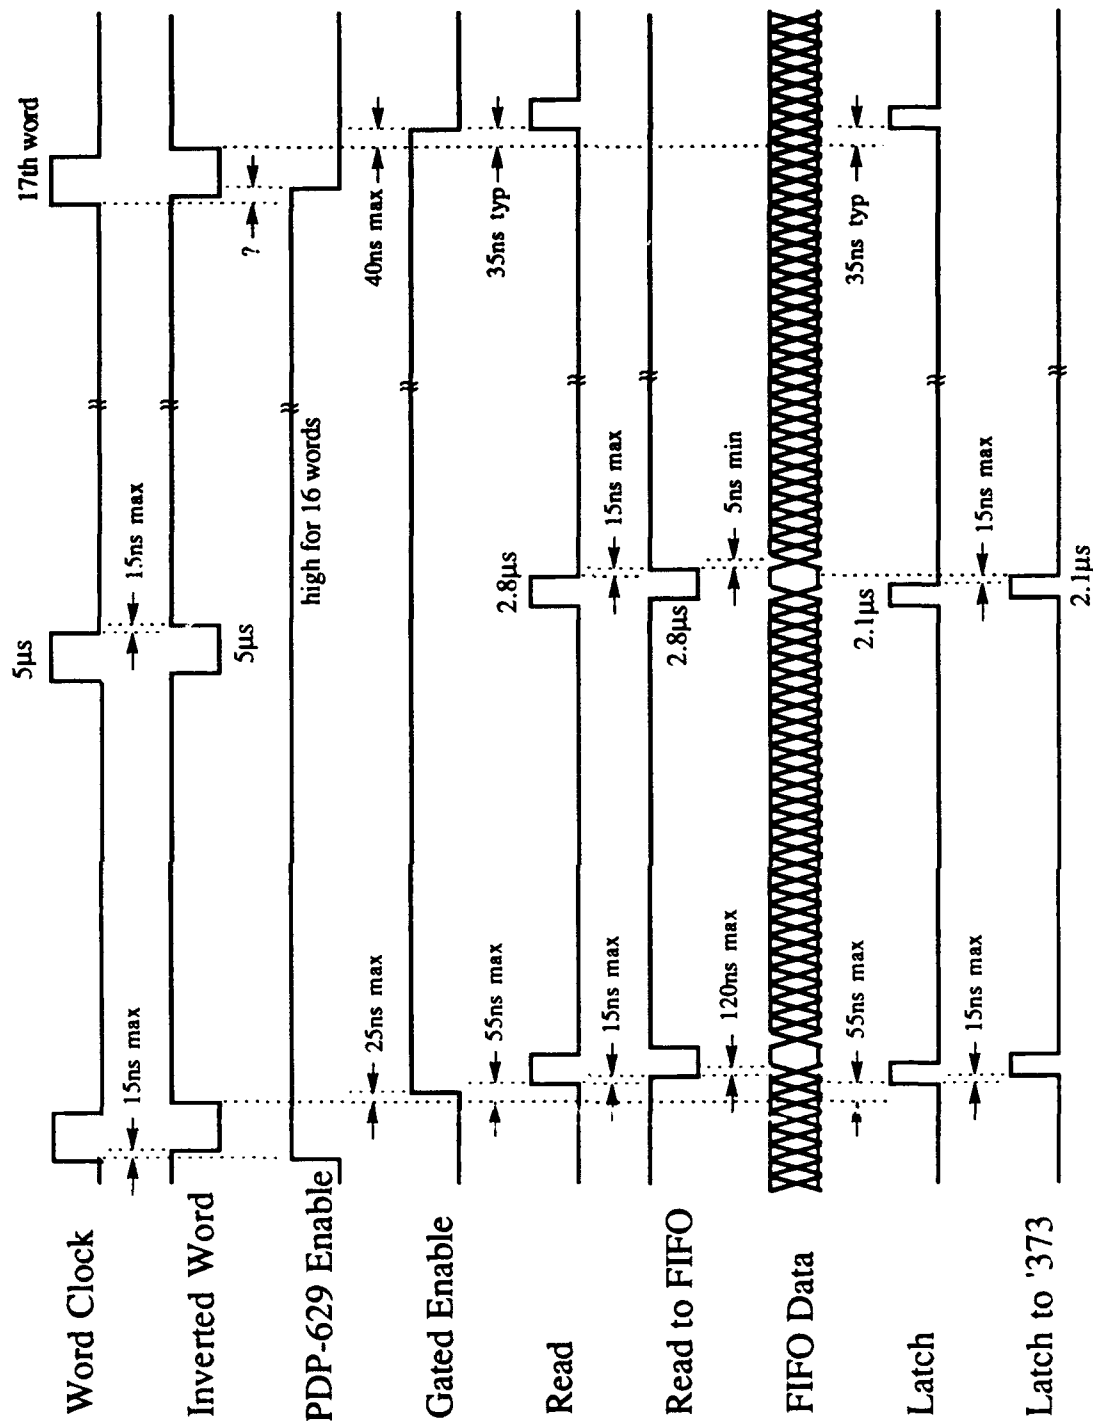 Word Clock
15ns max
5µs
15ns max
17th word
Inverted Word
5µs
?
PDP-629 Enable
high for 16 words
Gated Enable
25ns max
40ns max
Read
55ns max
2.8µs
35ns typ
Read to FIFO
15ns max
2.8µs
15ns max
FIFO Data
120ns max
5ns min
Latch
55ns max
2.1µs
35ns typ
Latch to '373
15ns max
15ns max
2.1µs